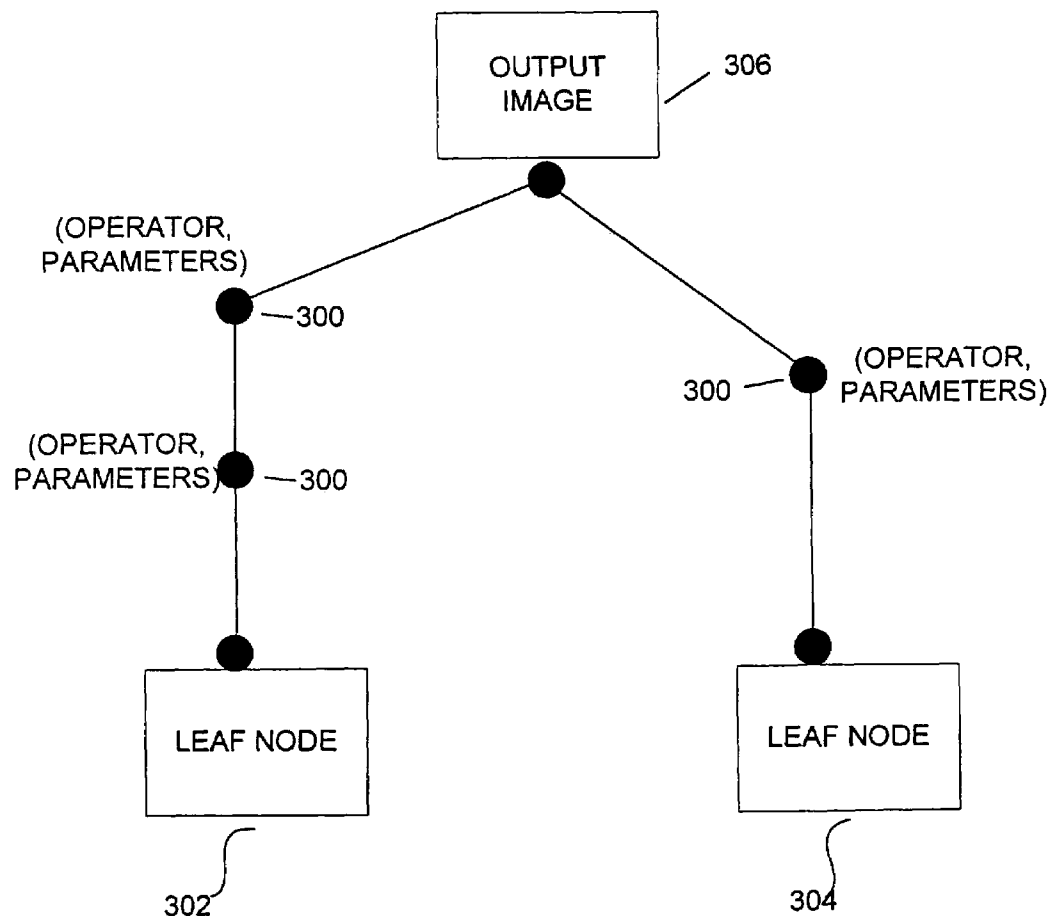 OUTPUT
IMAGE
306
(OPERATOR,
PARAMETERS)
300
(OPERATOR,
PARAMETERS)
300
(OPERATOR,
PARAMETERS)
300
LEAF NODE
LEAF NODE
302
304